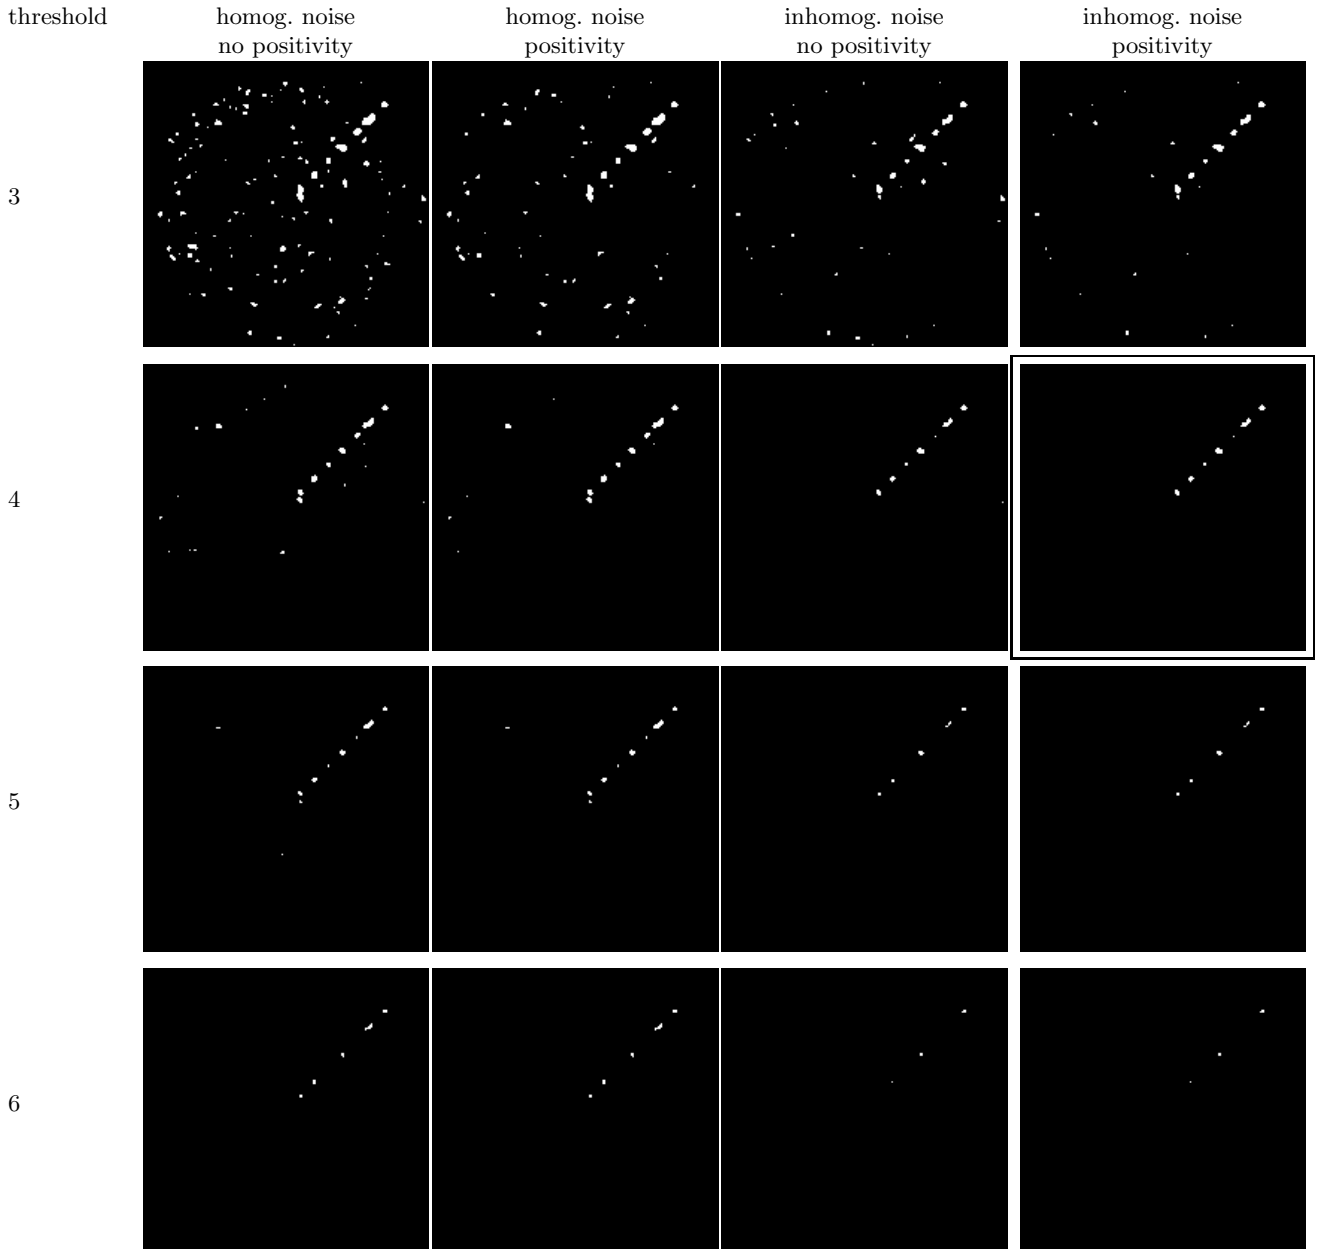 threshold
homog. noise
no positivity
homog. noise
positivity
inhomog. noise
no positivity
inhomog. noise
positivity
3
4
5
6